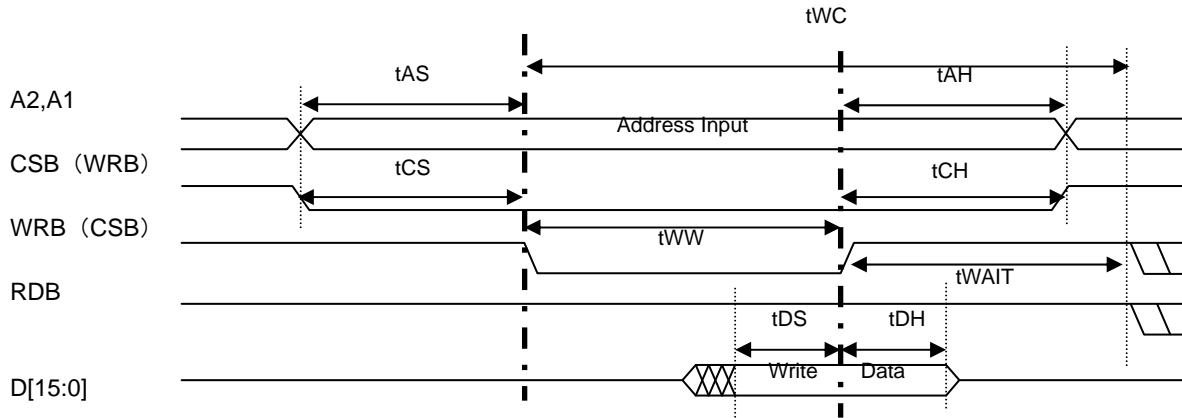 tWC
tAS
tAH
A2,A1
Address Input
CSB（WRB）
tCS
tCH
WRB（CSB）
tWW
tWAIT
RDB
tDS
tDH
Write Data
D[15:0]